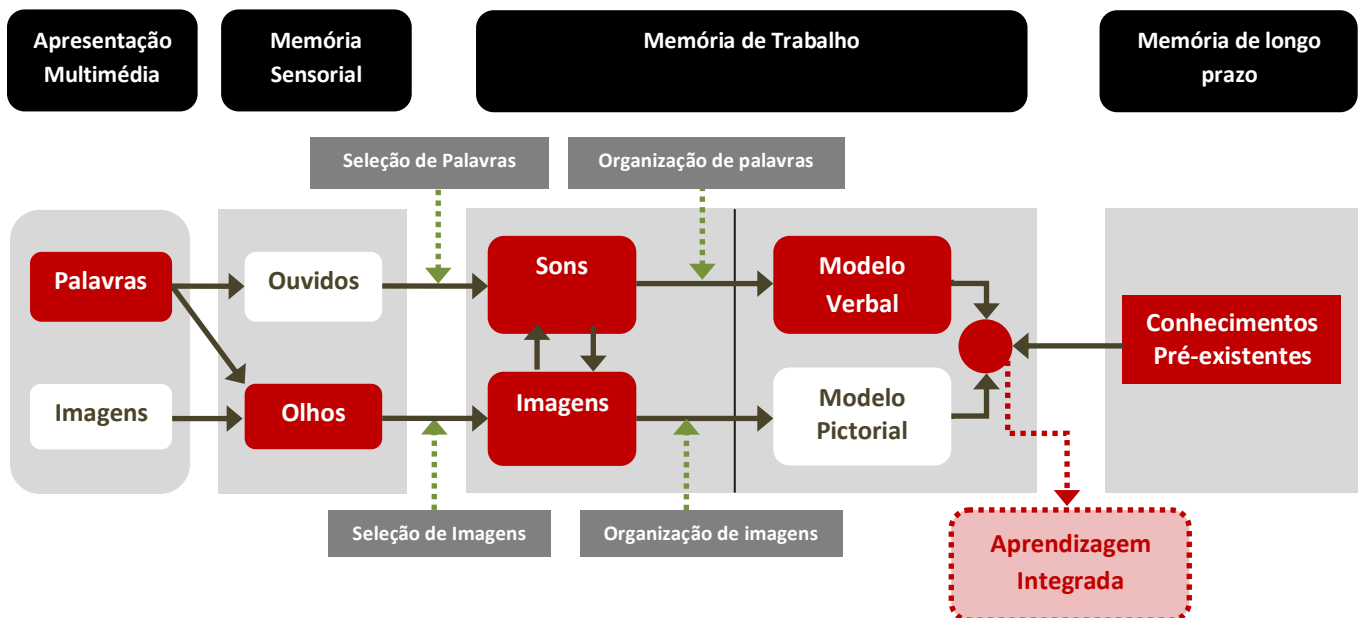 Apresentação
Multimédia
Memória
Sensorial
Memória de Trabalho
Memória de longo
prazo
Seleção de Palavras
Organização de palavras
Palavras
Ouvidos
Sons
Modelo
Verbal
Conhecimentos
Pré-existentes
Imagens
Olhos
Imagens
Modelo
Pictorial
Seleção de Imagens
Organização de imagens
Aprendizagem
Integrada